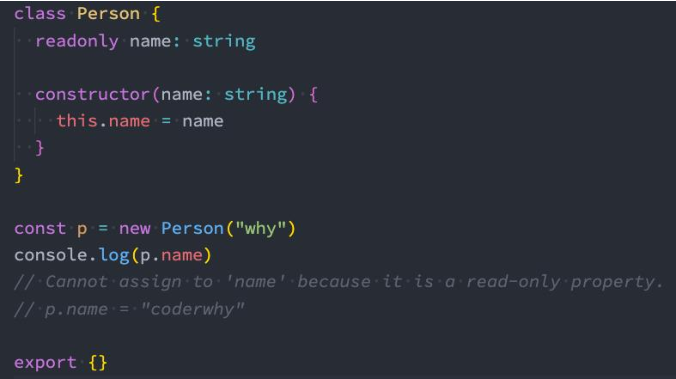 class Person {
  readonly name: string

  constructor(name: string) {
    this.name = name
  }
}

const p = new Person("why")
console.log(p.name)
// Cannot assign to 'name' because it is a read-only property.
// p.name = "coderwhy"

export {}